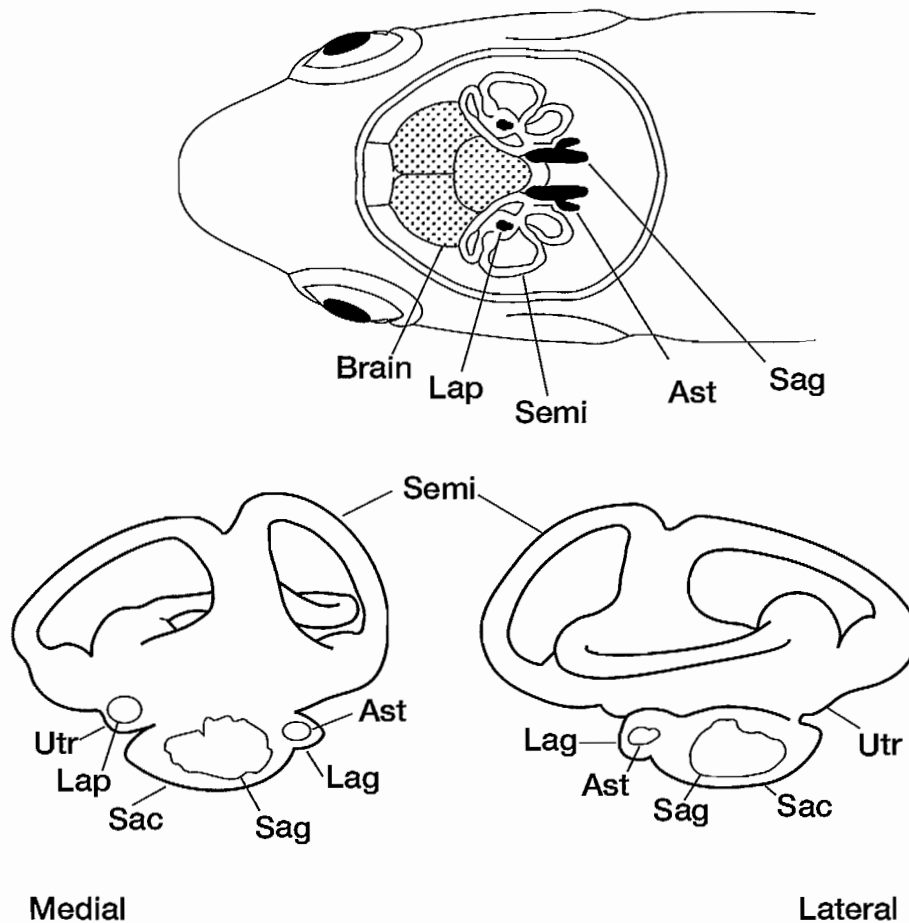 Brain
Lap
Semi
Ast
Sag
Semi
Utr
Lap
Sac
Sag
Lag
Ast
Lag
Ast
Sag
Sac
Utr
Medial
Lateral